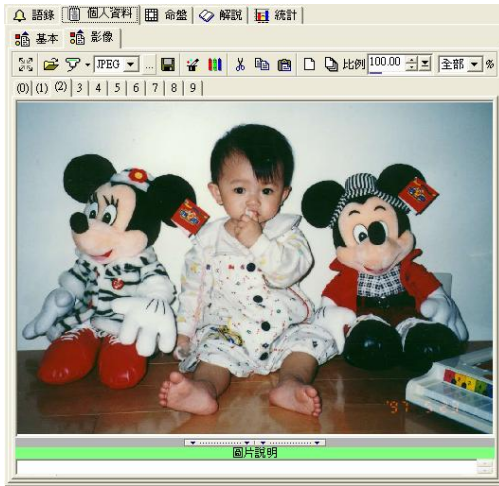 語錄 個人資料 命盤 解說 統計
基本 影像
JPEG ... 比例 100.00 全部 %
(0) (1) (2) 3 4 5 6 7 8 9
'97
圖片說明